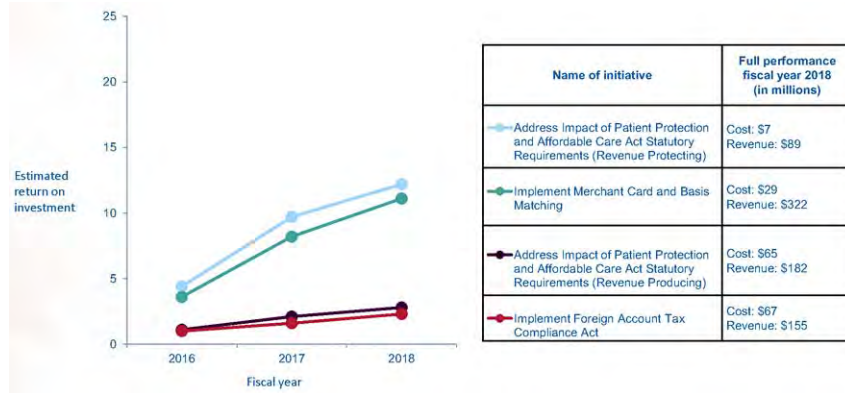 25
20
15
10
5
0
Estimated
return on
investment
2016
2017
2018
Fiscal year
Name of initiative
Full performance
fiscal year 2018
(in millions)
Address Impact of Patient Protection
and Affordable Care Act Statutory
Requirements (Revenue Protecting)
Cost: $7
Revenue: $89
Implement Merchant Card and Basis
Matching
Cost: $29
Revenue: $322
Address Impact of Patient Protection
and Affordable Care Act Statutory
Requirements (Revenue Producing)
Cost: $65
Revenue: $182
Implement Foreign Account Tax
Compliance Act
Cost: $67
Revenue: $155